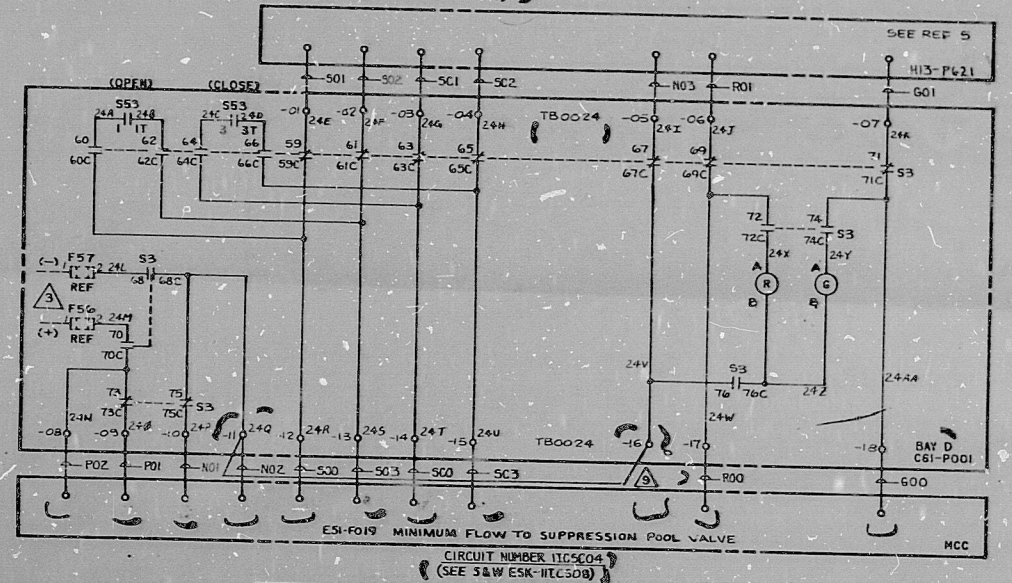 SEE REF 5
H13-P621
S01
S02
SC1
SC2
N03
R01
G01
(OPEN)
(CLOSE)
S53
S53
24A
24B
24C
24D
1
1T
3
3T
-01
24E
-02
24F
-03
24G
-04
24H
TB0024
-05
24I
-06
24J
-07
24K
60
62
64
66
59
61
63
65
67
69
71
60C
62C
64C
66C
59C
61C
63C
65C
67C
69C
71C
S3
72
74
72C
74C
S3
24X
24Y
(-)
1
F57
2
24L
S3
68
68C
REF
3
(+)
1
F56
2
24M
REF
70
70C
A
A
R
G
B
B
24V
S3
76
76C
24Z
24AA
73
75
73C
75C
S3
24N
24P
24Q
24R
24S
24T
24U
24W
-08
-09
-10
-11
-12
-13
-14
-15
TB0024
-16
-17
-18
BAY D
C61-P001
P02
P01
N01
N02
S00
SC0
SC3
9
R00
G00
E51-F019 MINIMUM FLOW TO SUPPRESSION POOL VALVE
MCC
CIRCUIT NUMBER 1IC5C04
(SEE S&W ESK-11IC508)